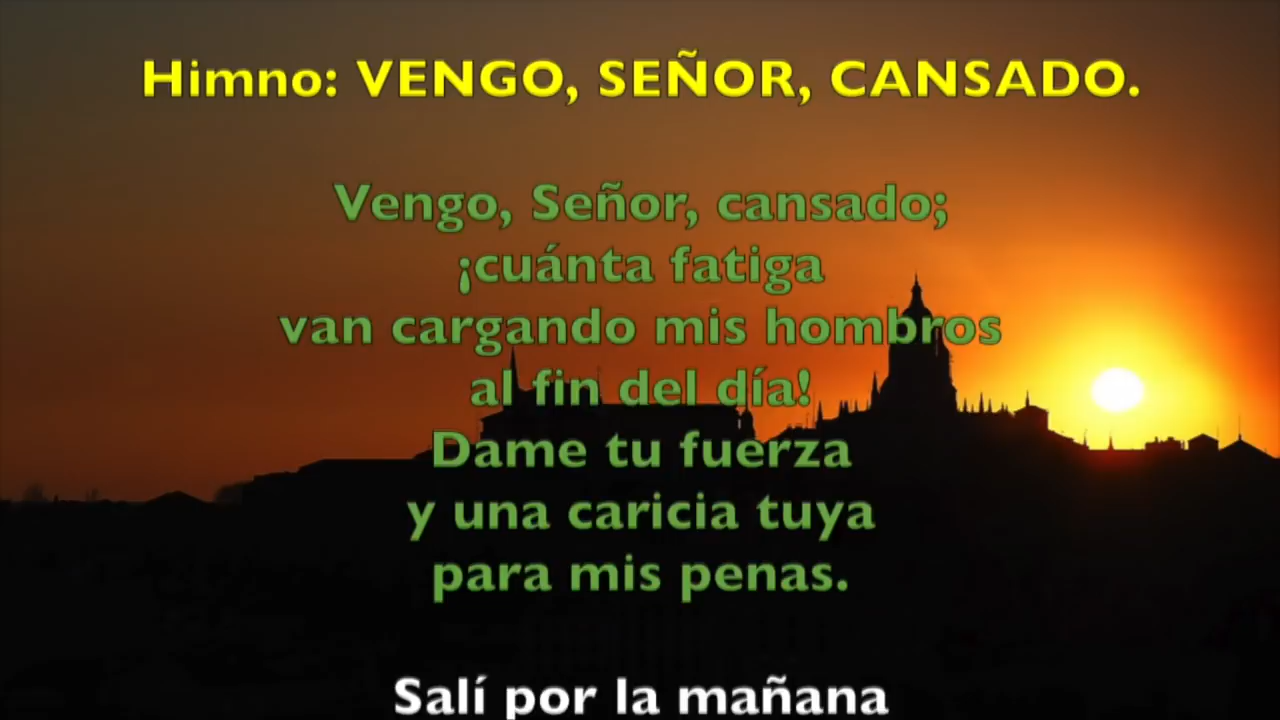 Himno: VENGO, SEÑOR, CANSADO.
Vengo, Señor, cansado;
¡cuánta fatiga
van cargando mis hombros
al fin del día!
Dame tu fuerza
y una caricia tuya
para mis penas.
Salí por la mañana